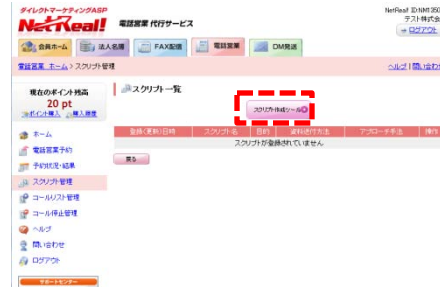 ダイレクトマーケティングASP
NetReal! 電話営業 代行サービス
NetReal! ID:NM1350
テスト株式会
ログアウト
会員ホーム 法人名簿 FAX配信 電話営業 DM発送
電話営業 ホーム > スクリプト管理
ヘルプ | 問い合わせ
現在のポイント残高
20 pt
ポイント購入 購入履歴
ホーム
電話営業予約
予約状況・結果
スクリプト管理
コールリスト管理
コール停止管理
ヘルプ
問い合わせ
ログアウト
サポートセンター
スクリプト一覧
スクリプト作成ツール
登録(更新)日時 スクリプト名 目的 資料送付方法 アプローチ手法 操作
スクリプトが登録されていません
戻る